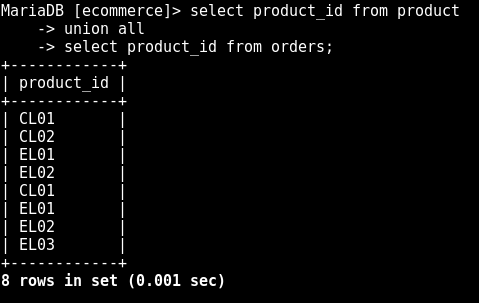 MariaDB [ecommerce]> select product_id from product
    -> union all
    -> select product_id from orders;
+------------+
| product_id |
+------------+
| CL01       |
| CL02       |
| EL01       |
| EL02       |
| CL01       |
| EL01       |
| EL02       |
| EL03       |
+------------+
8 rows in set (0.001 sec)